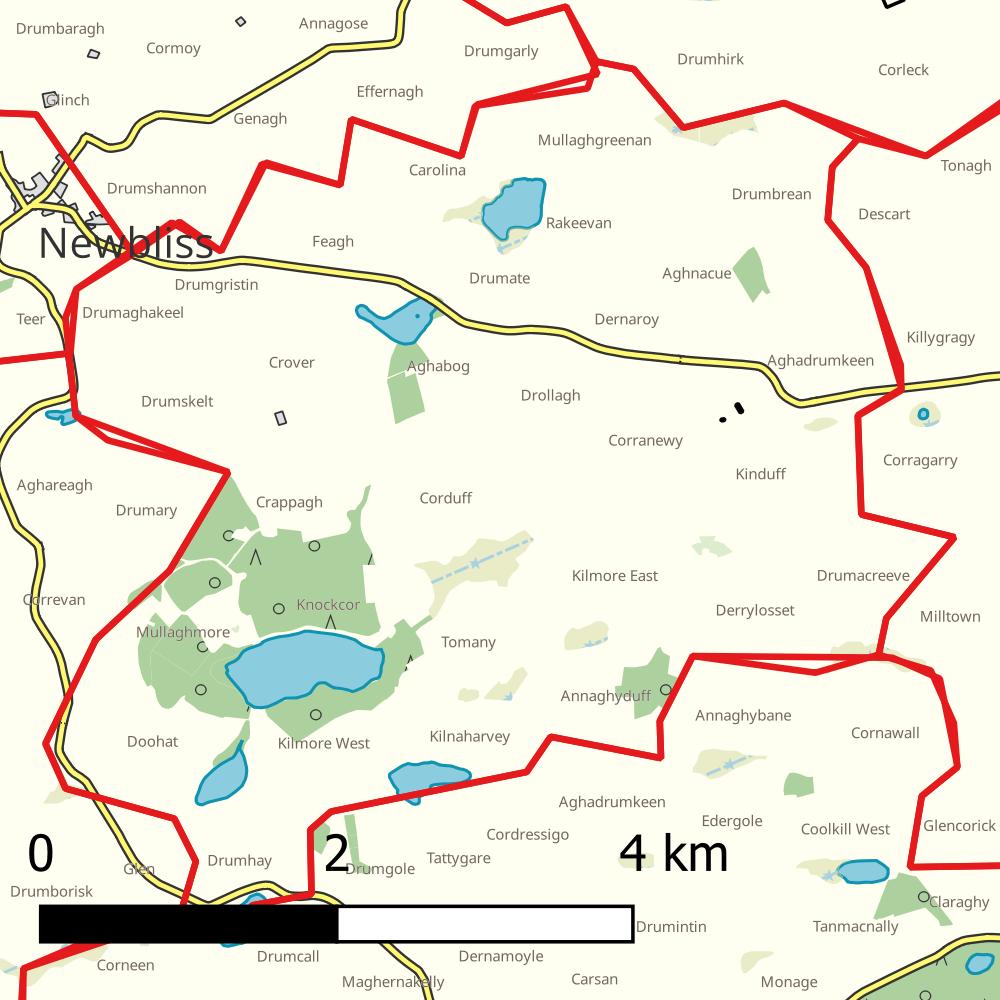 Drumbaragh
Annagose
Cormoy
Drumgarly
Drumhirk
Corleck
Glinch
Effernagh
Genagh
Mullaghgreenan
Carolina
Tonagh
Drumshannon
Drumbrean
Descart
Rakeevan
Newbliss
Feagh
Aghnacue
Drumate
Drumgristin
Drumaghakeel
Teer
Dernaroy
Killygragy
Crover
Aghabog
Aghadrumkeen
Drollagh
Drumskelt
Corranewy
Corragarry
Kinduff
Aghareagh
Corduff
Crappagh
Drumary
Kilmore East
Drumacreeve
Correvan
Knockcor
Derrylosset
Milltown
Mullaghmore
Tomany
Annaghyduff
Annaghybane
Cornawall
Kilnaharvey
Doohat
Kilmore West
Aghadrumkeen
Edergole
Coolkill West
Glencorick
Cordressigo
0
2
4 km
Tattygare
Drumhay
Glen
Drumgole
Drumborisk
Claraghy
Drumintin
Tanmacnally
Drumcall
Dernamoyle
Corneen
Carsan
Maghernakelly
Monage